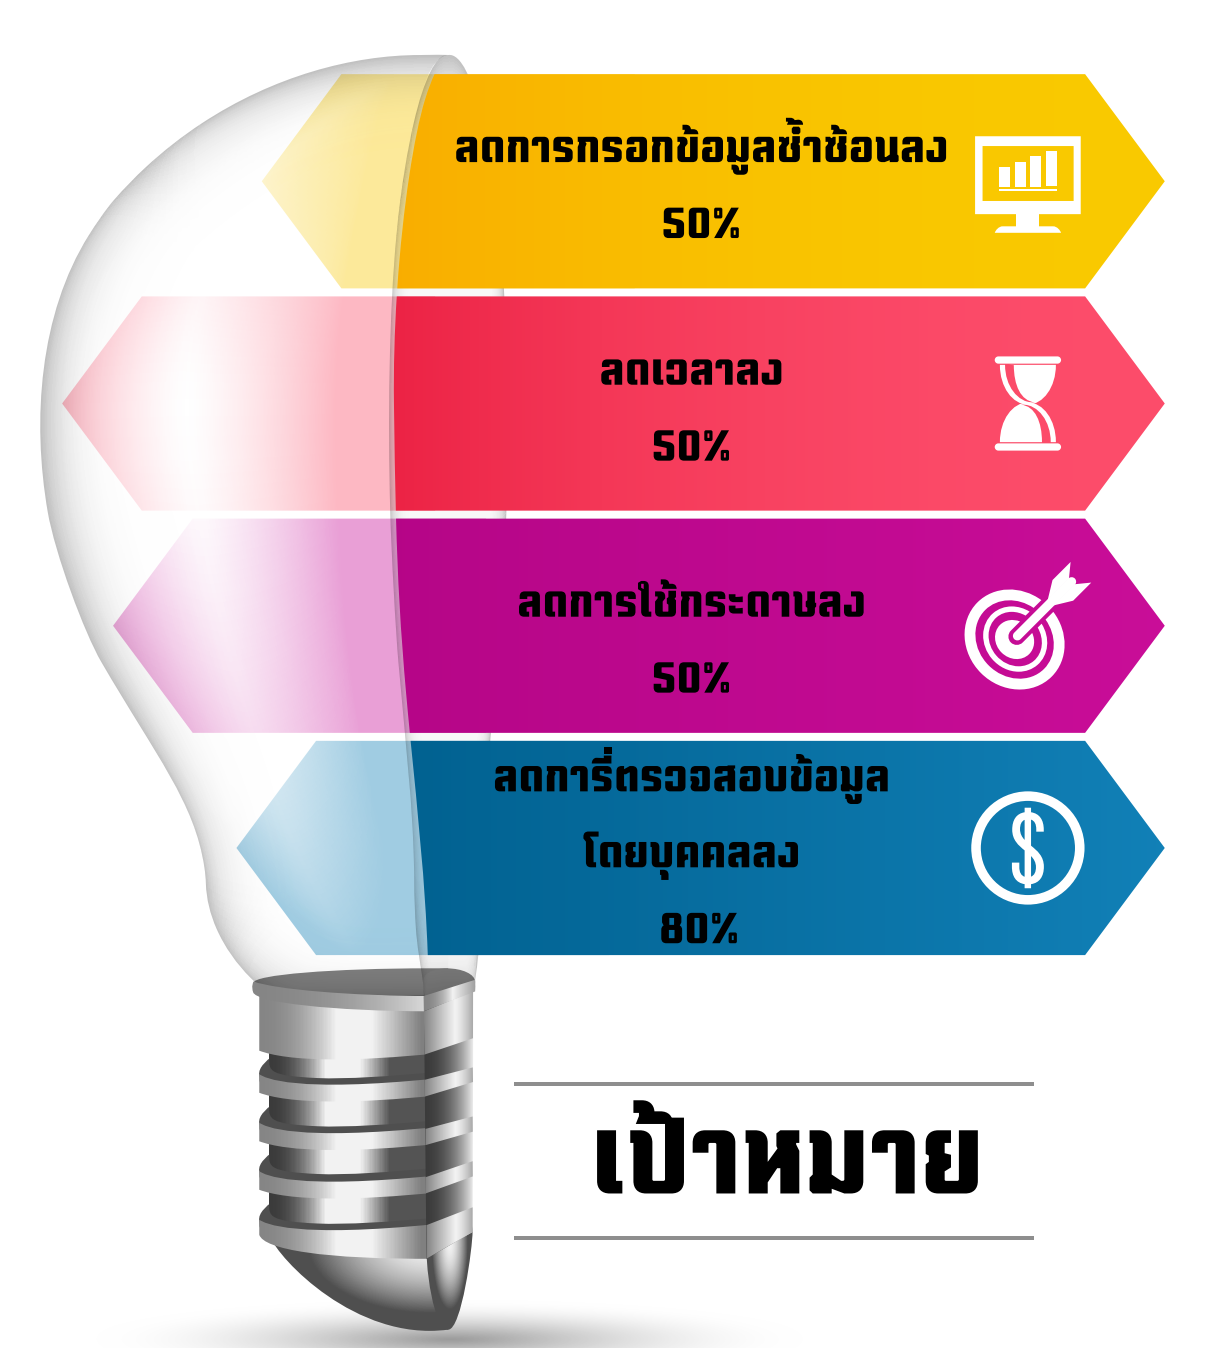 ลดการกรอกข้อมูลซ้ำซ้อนลง
50%
ลดเวลาลง
50%
ลดการใช้กระดาษลง
50%
ลดการี่ตรวจสอบข้อมูล
โดยบุคคลลง
80%
เป้าหมาย